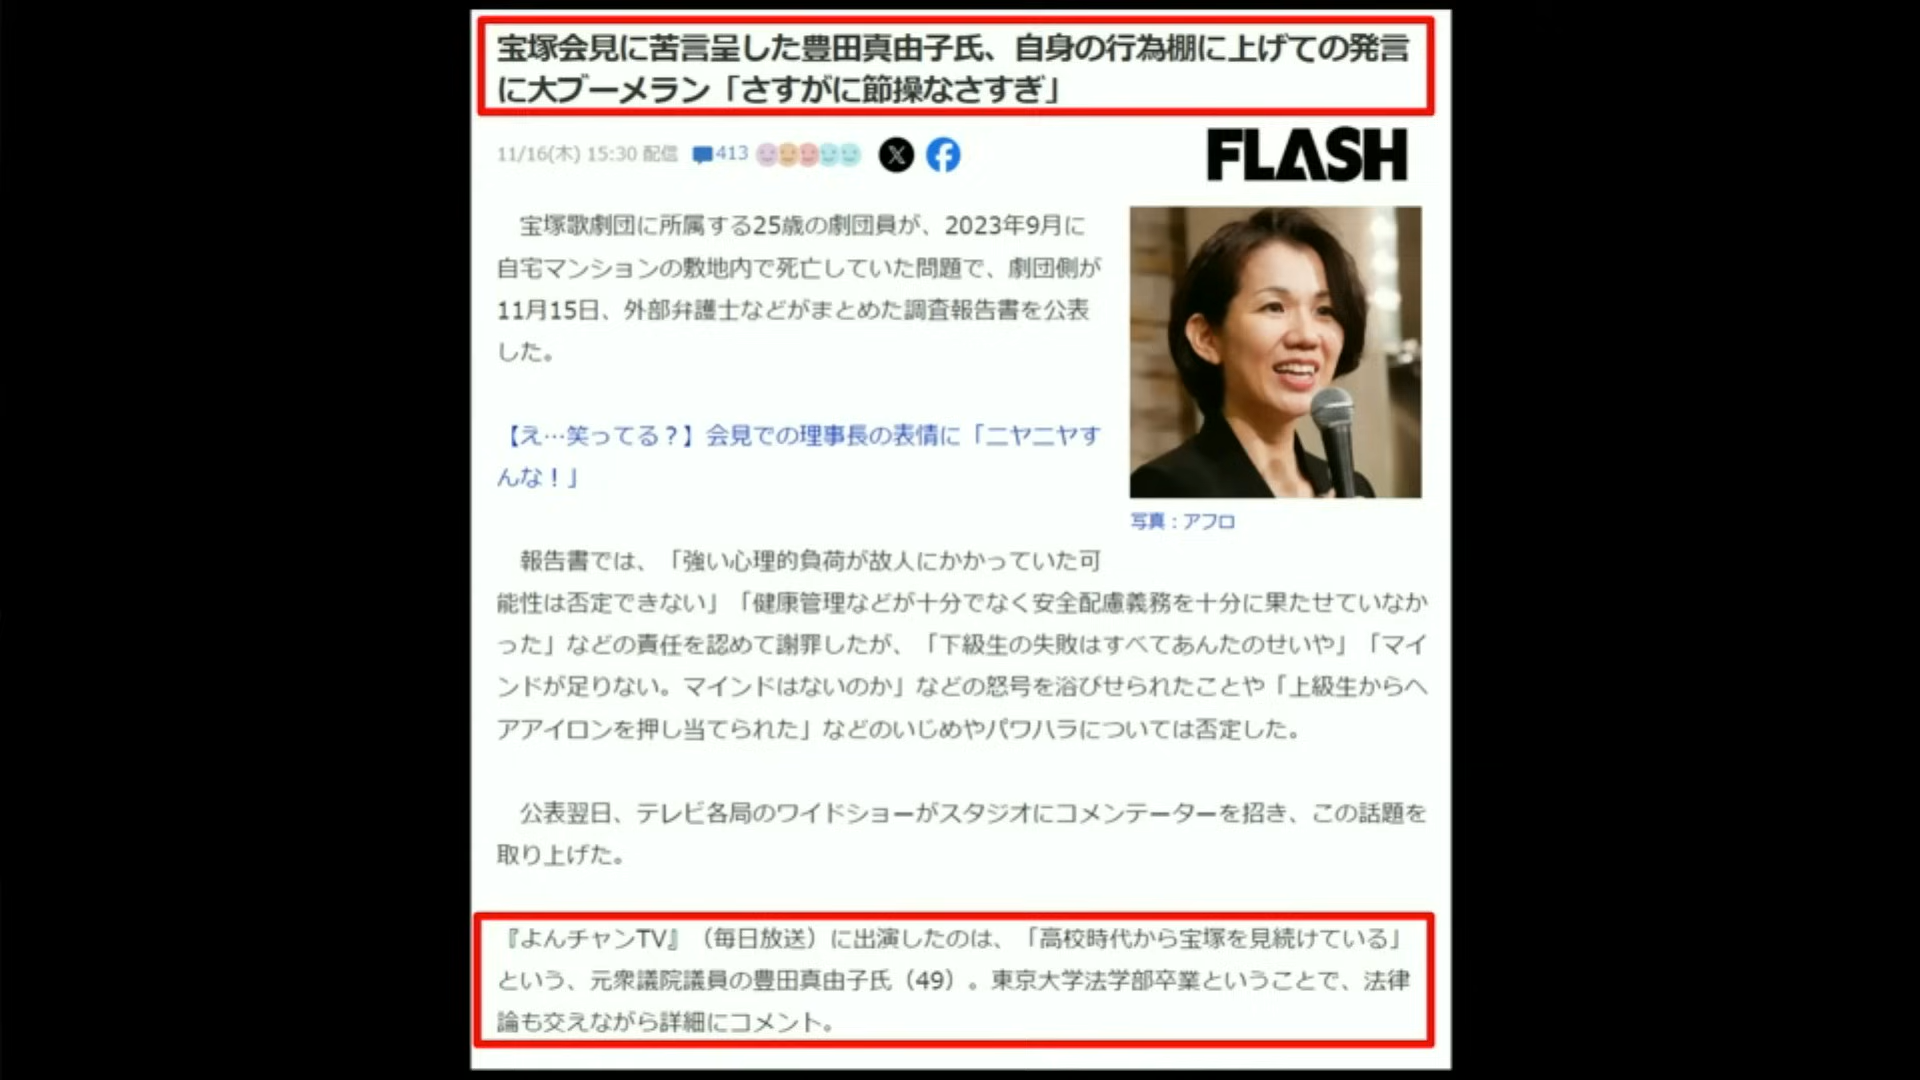 宝塚会見に苦言呈した豊田真由子氏、自身の行為棚に上げての発言
に大ブーメラン「さすがに節操なさすぎ」
11/16(木) 15:30 配信 413
FLASH
宝塚歌劇団に所属する25歳の劇団員が、2023年9月に
自宅マンションの敷地内で死亡していた問題で、劇団側が
11月15日、外部弁護士などがまとめた調査報告書を公表
した。
【え…笑ってる？】会見での理事長の表情に「ニヤニヤす
んな！」
写真：アフロ
報告書では、「強い心理的負荷が故人にかかっていた可
能性は否定できない」「健康管理などが十分でなく安全配慮義務を十分に果たせていなか
った」などの責任を認めて謝罪したが、「下級生の失敗はすべてあんたのせいや」「マイ
ンドが足りない。マインドはないのか」などの怒号を浴びせられたことや「上級生からヘ
アアイロンを押し当てられた」などのいじめやパワハラについては否定した。
公表翌日、テレビ各局のワイドショーがスタジオにコメンテーターを招き、この話題を
取り上げた。
『よんチャンTV』（毎日放送）に出演したのは、「高校時代から宝塚を見続けている」
という、元衆議院議員の豊田真由子氏（49）。東京大学法学部卒業ということで、法律
論も交えながら詳細にコメント。